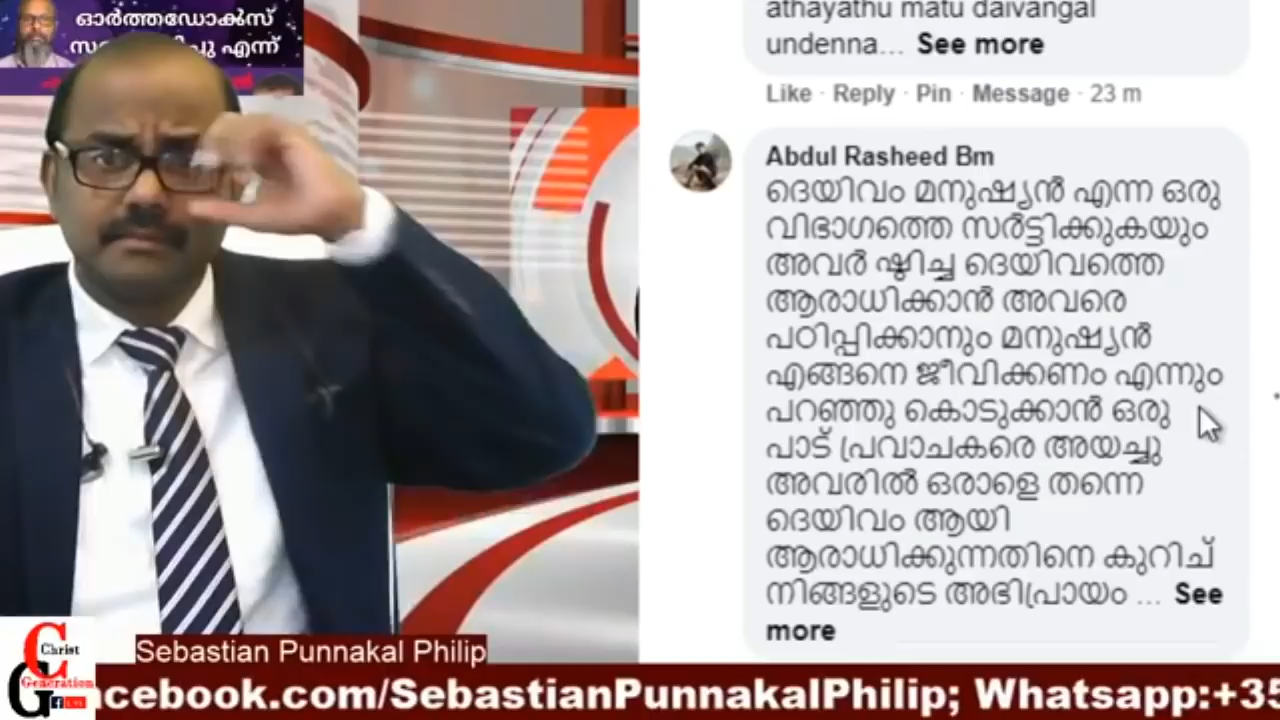 ഓർത്തഡോക്‌സ്
എന്ന്
athayathu matu daivangal
undenna... See more
Like · Reply · Pin · Message · 23 m
Abdul Rasheed Bm
ദെയിവം മനുഷ്യൻ എന്ന ഒരു
വിഭാഗത്തെ സർട്ടിക്കുകയും
അവർ ഷ്ടിച്ച ദെയിവത്തെ
ആരാധിക്കാൻ അവരെ
പഠിപ്പിക്കാനും മനുഷ്യൻ
എങ്ങനെ ജീവിക്കണം എന്നും
പറഞ്ഞു കൊടുക്കാൻ ഒരു
പാട് പ്രവാചകരെ അയച്ചു
അവരിൽ ഒരാളെ തന്നെ
ദെയിവം ആയി
ആരാധിക്കുന്നതിനെ കുറിച്
നിങ്ങളുടെ അഭിപ്രായം ... See
more
Sebastian Punnakal Philip
C Christ
Generation
G
acebook.com/SebastianPunnakalPhilip; Whatsapp:+35